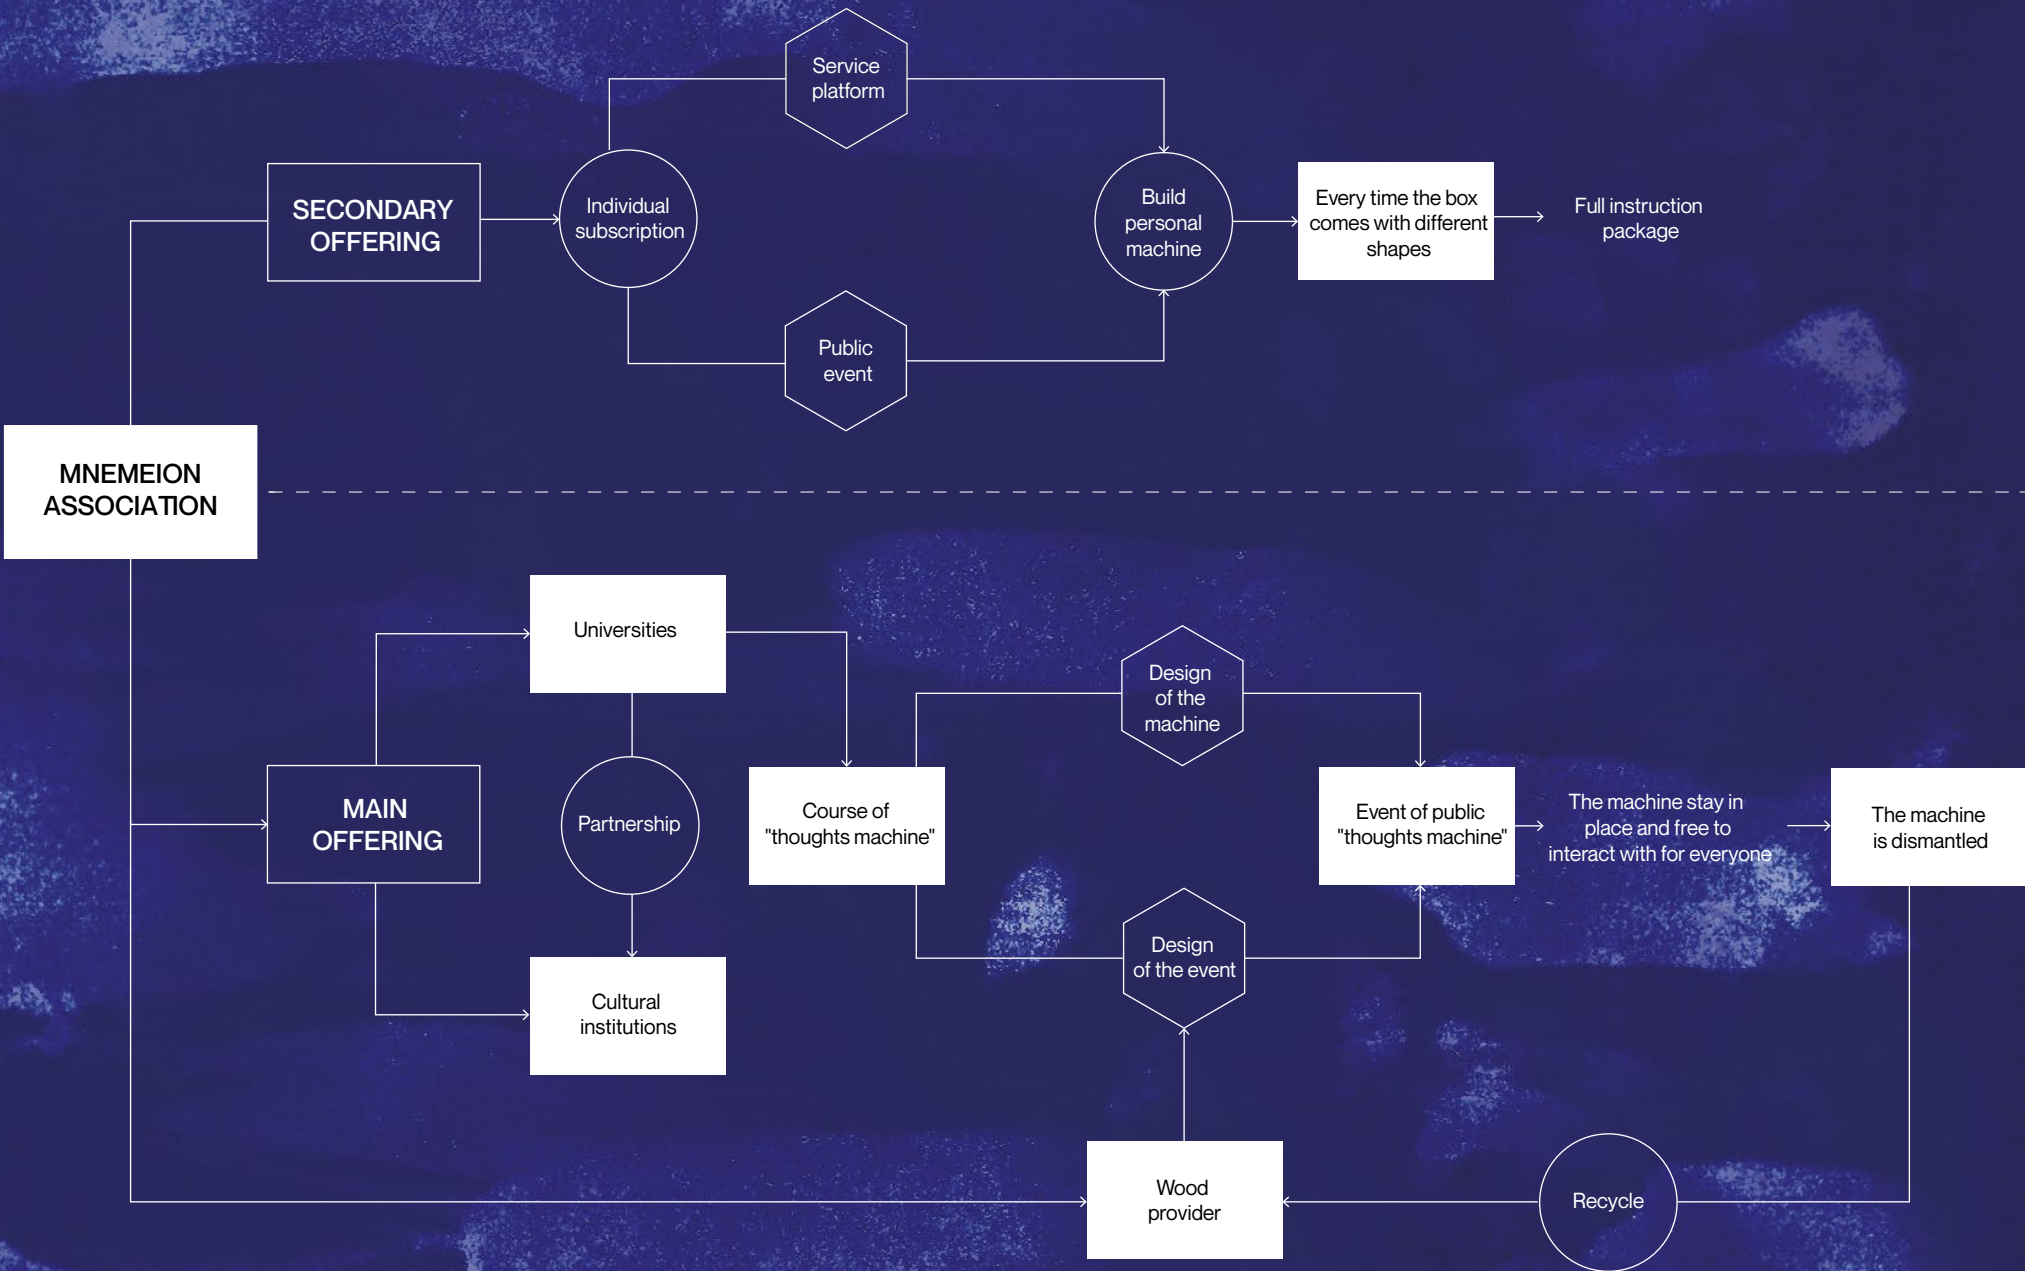 Service
platform
SECONDARY
OFFERING
Individual
subscription
Build
personal
machine
Every time the box
comes with different
shapes
Full instruction
package
Public
event
MNEMEION
ASSOCIATION
Universities
Design
of the
machine
MAIN
OFFERING
Partnership
Course of
"thoughts machine"
Event of public
"thoughts machine"
The machine stay in
place and free to
interact with for everyone
The machine
is dismantled
Design
of the event
Cultural
institutions
Wood
provider
Recycle